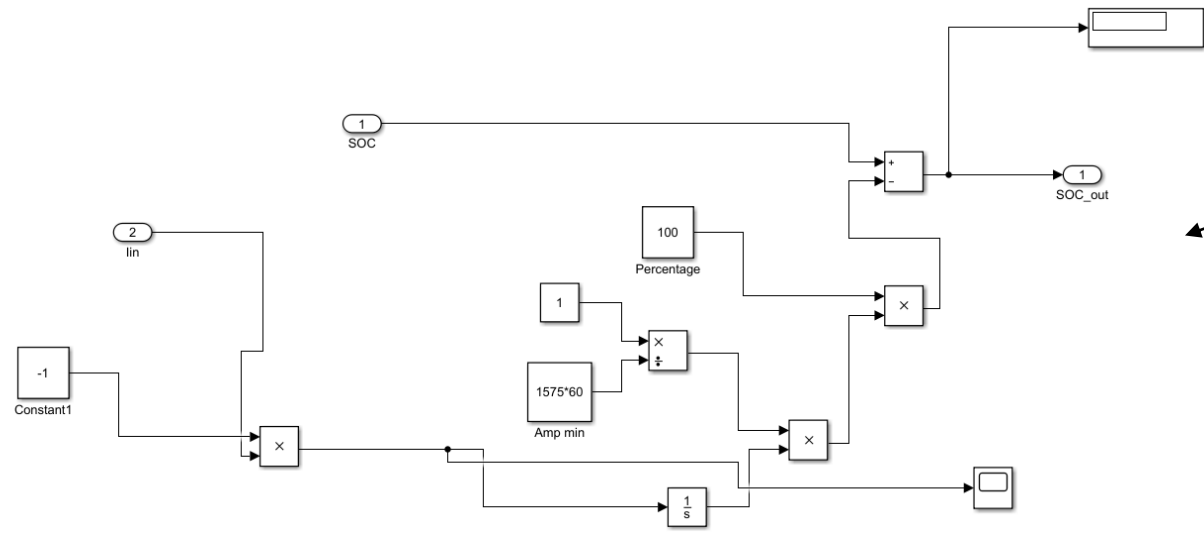 1
SOC
+
−
1
SOC_out
2
Iin
100
Percentage
×
1
×
÷
-1
Constant1
1575*60
Amp min
×
×
1
s